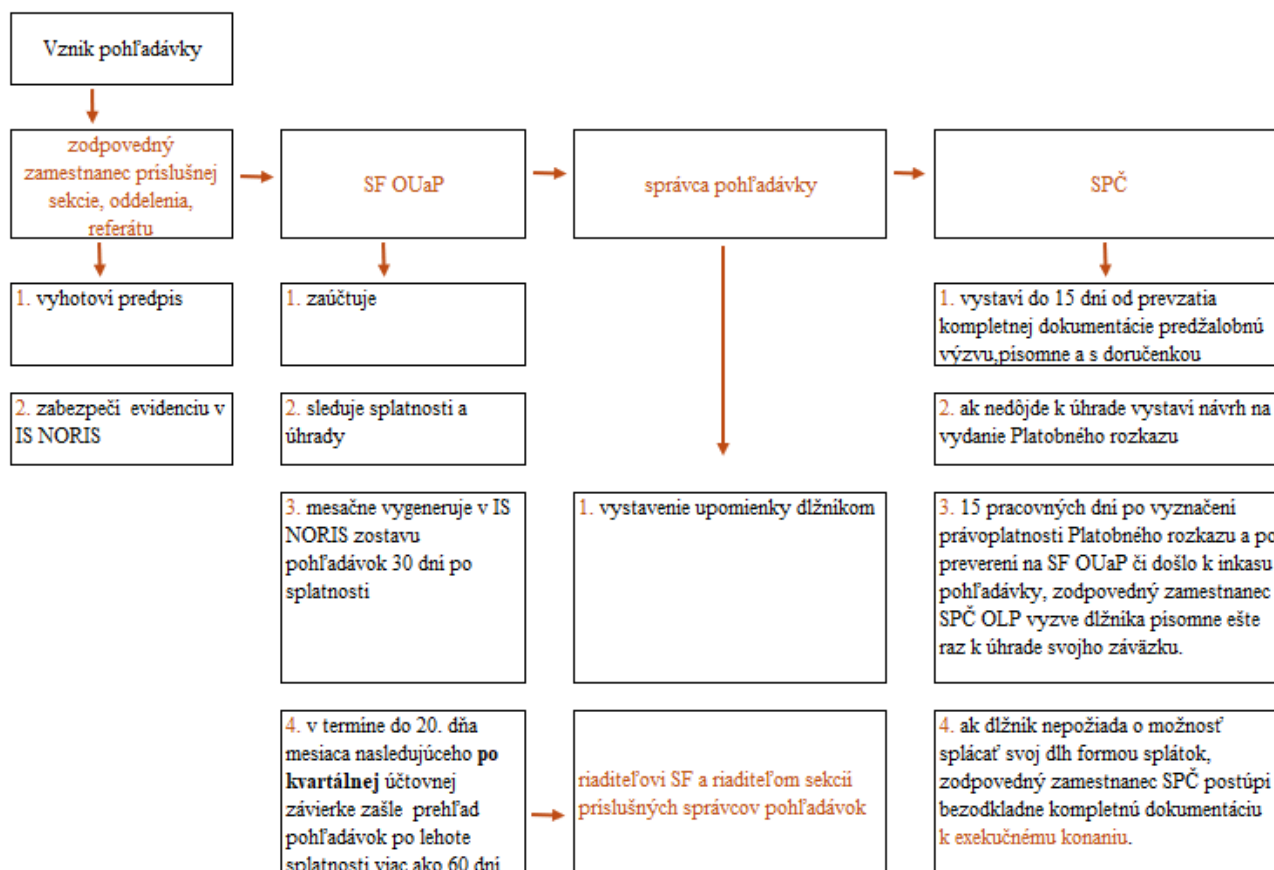 Vznik pohľadávky
zodpovedný
zamestnanec príslušnej
sekcie, oddelenia,
referátu
SF OUaP
správca pohľadávky
SPČ
1. vyhotoví predpis
2. zabezpečí evidenciu v
IS NORIS
1. zaúčtuje
2. sleduje splatnosti a
úhrady
3. mesačne vygeneruje v IS
NORIS zostavu
pohľadávok 30 dní po
splatnosti
4. v termíne do 20. dňa
mesiaca nasledujúceho po
kvartálnej účtovnej
závierke zašle prehľad
pohľadávok po lehote
splatnosti viac ako 60 dní
1. vystavenie upomienky dlžníkom
riaditeľovi SF a riaditeľom sekcií
príslušných správcov pohľadávok
1. vystaví do 15 dní od prevzatia
kompletnej dokumentácie predžalobnú
výzvu,písomne a s doručenkou
2. ak nedôjde k úhrade vystaví návrh na
vydanie Platobného rozkazu
3. 15 pracovných dní po vyznačení
právoplatnosti Platobného rozkazu a po
preverení na SF OUaP či došlo k inkasu
pohľadávky, zodpovedný zamestnanec
SPČ OLP vyzve dlžníka písomne ešte
raz k úhrade svojho záväzku.
4. ak dlžník nepožiada o možnosť
splácať svoj dlh formou splátok,
zodpovedný zamestnanec SPČ postúpi
bezodkladne kompletnú dokumentáciu
k exekučnému konaniu.